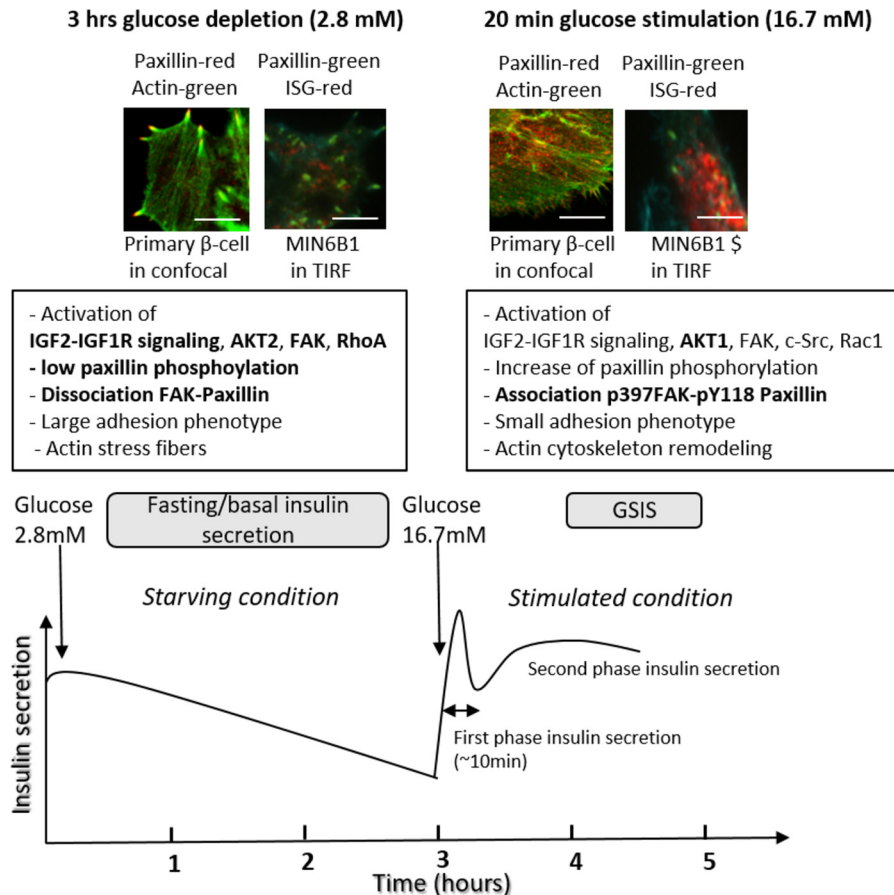 3 hrs glucose depletion (2.8 mM)
Paxillin-red
Actin-green
Paxillin-green
ISG-red
Primary β-cell
in confocal
MIN6B1
in TIRF
- Activation of
IGF2-IGF1R signaling, AKT2, FAK, RhoA
- low paxillin phosphoylation
- Dissociation FAK-Paxillin
- Large adhesion phenotype
- Actin stress fibers
20 min glucose stimulation (16.7 mM)
Paxillin-red
Actin-green
Paxillin-green
ISG-red
Primary β-cell
in confocal
MIN6B1 $
in TIRF
- Activation of
IGF2-IGF1R signaling, AKT1, FAK, c-Src, Rac1
- Increase of paxillin phosphorylation
- Association p397FAK-pY118 Paxillin
- Small adhesion phenotype
- Actin cytoskeleton remodeling
Glucose
2.8mM
Fasting/basal insulin
secretion
Glucose
16.7mM
GSIS
Starving condition
Stimulated condition
Second phase insulin secretion
First phase insulin secretion
(~10min)
Insulin secretion
1
2
3
4
5
Time (hours)